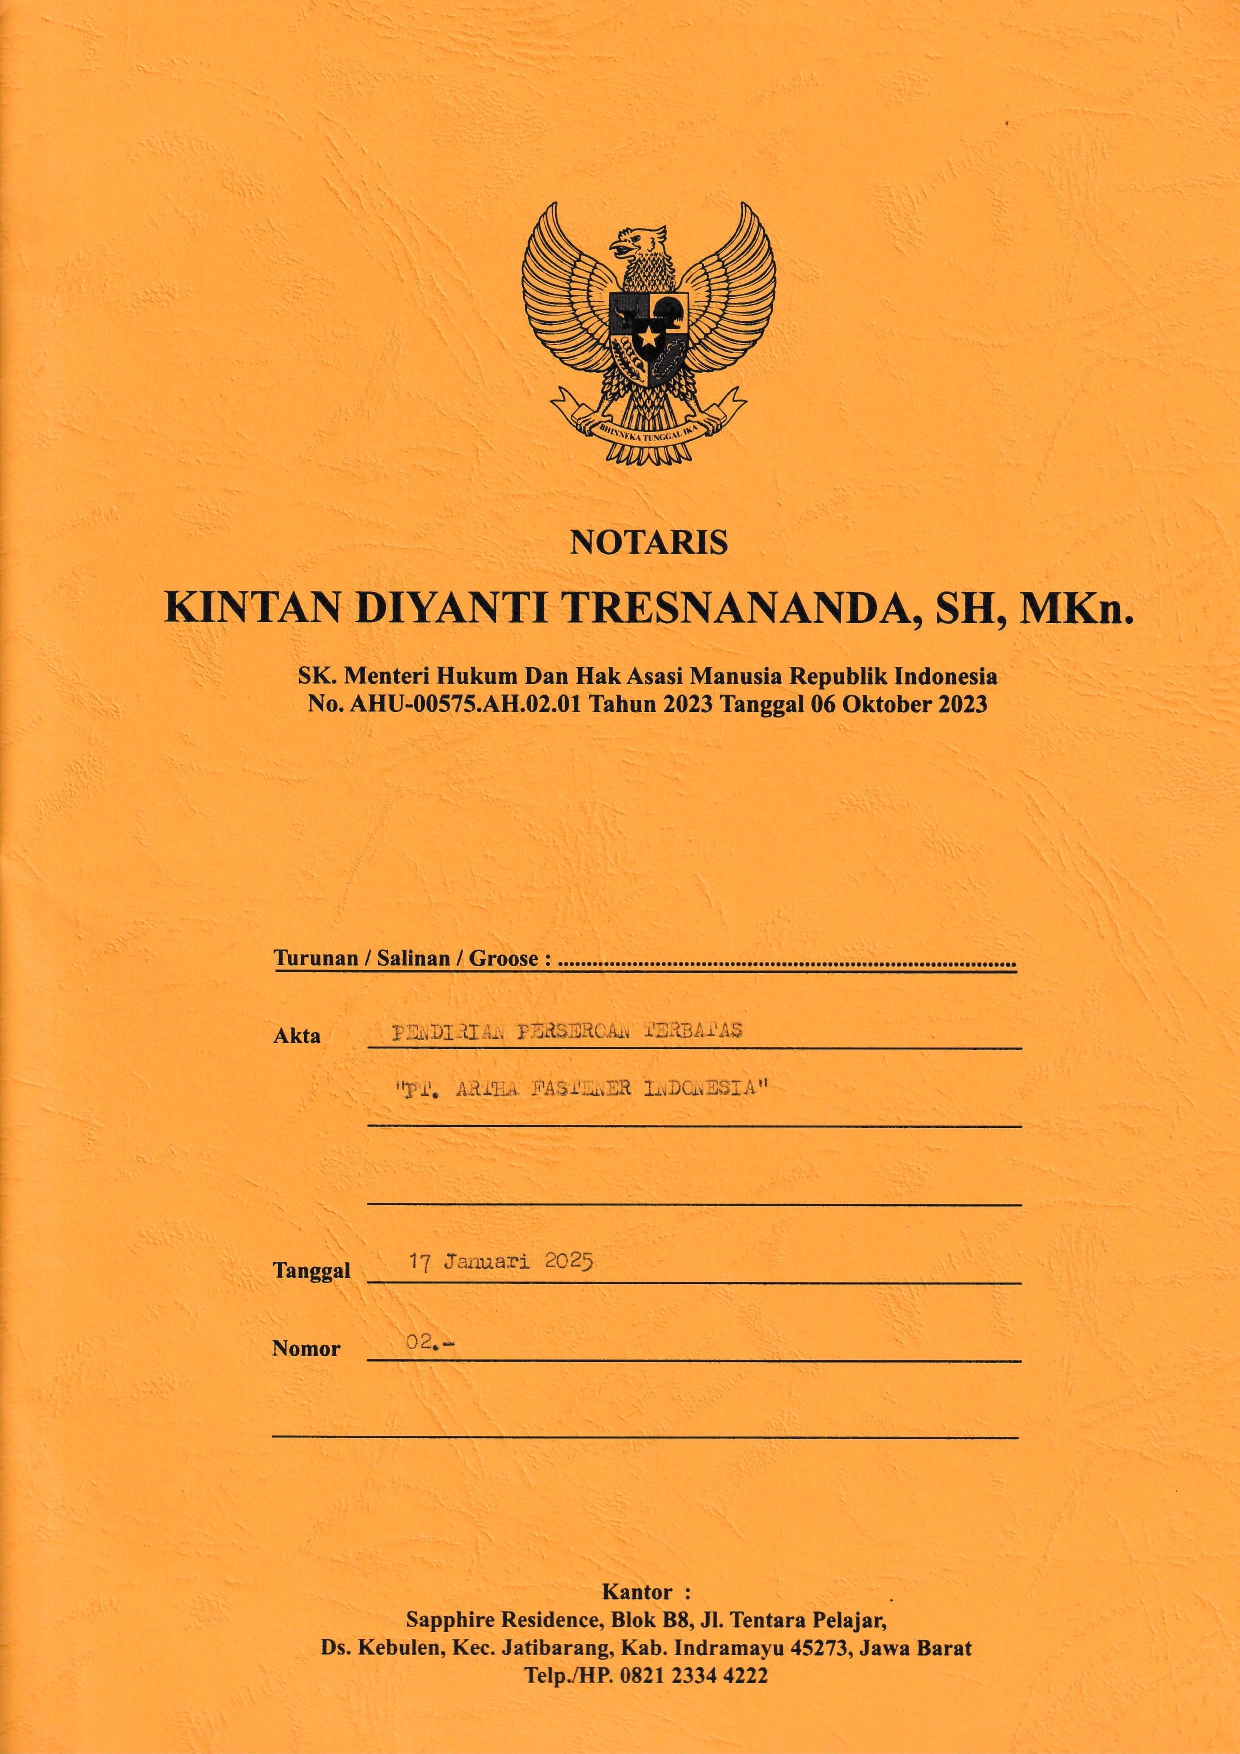 BHINNEKA TUNGGAL IKA
NOTARIS
KINTAN DIYANTI TRESNANANDA, SH, MKn.
SK. Menteri Hukum Dan Hak Asasi Manusia Republik Indonesia
No. AHU-00575.AH.02.01 Tahun 2023 Tanggal 06 Oktober 2023
Turunan / Salinan / Groose : ................................................................................
Akta PENDIRIAN PERSEROAN TERBATAS
"PT. ARTHA FASTENER INDONESIA"
Tanggal 17 Januari 2025
Nomor 02.-
Kantor :
Sapphire Residence, Blok B8, Jl. Tentara Pelajar,
Ds. Kebulen, Kec. Jatibarang, Kab. Indramayu 45273, Jawa Barat
Telp./HP. 0821 2334 4222